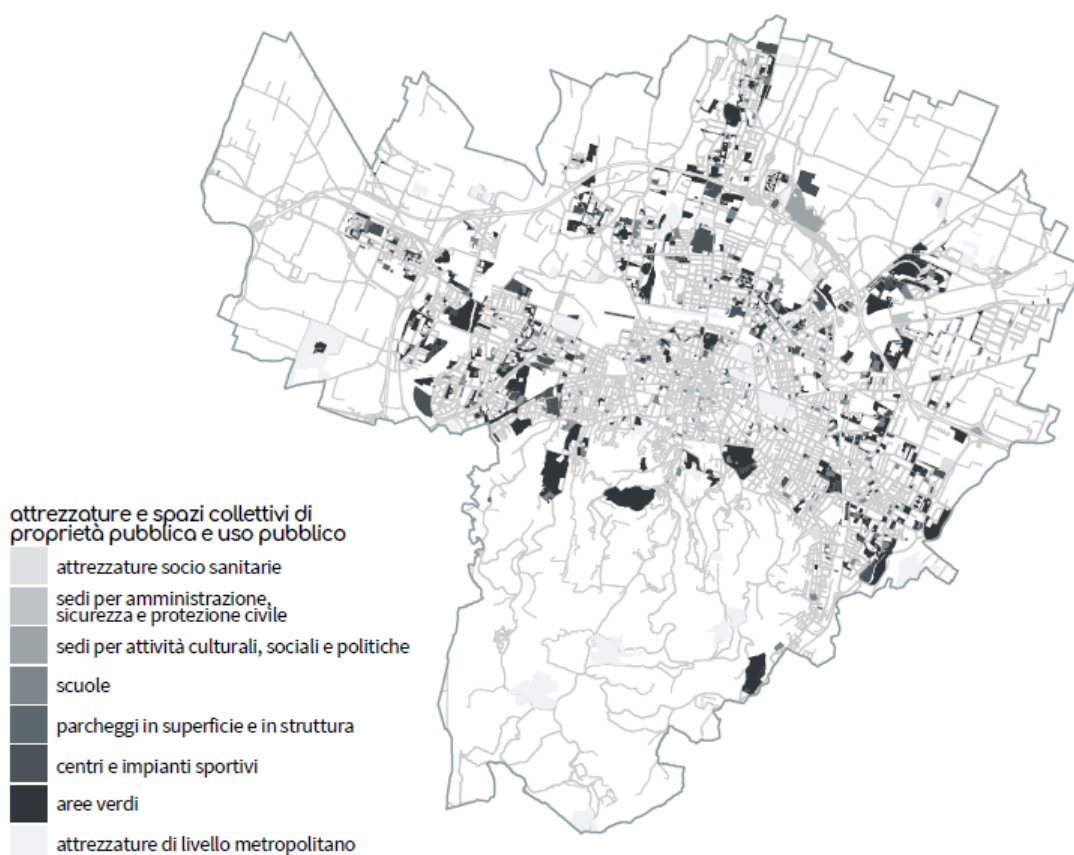 attrezzature e spazi collettivi di
proprietà pubblica e uso pubblico
attrezzature socio sanitarie
sedi per amministrazione,
sicurezza e protezione civile
sedi per attività culturali, sociali e politiche
scuole
parcheggi in superficie e in struttura
centri e impianti sportivi
aree verdi
attrezzature di livello metropolitano